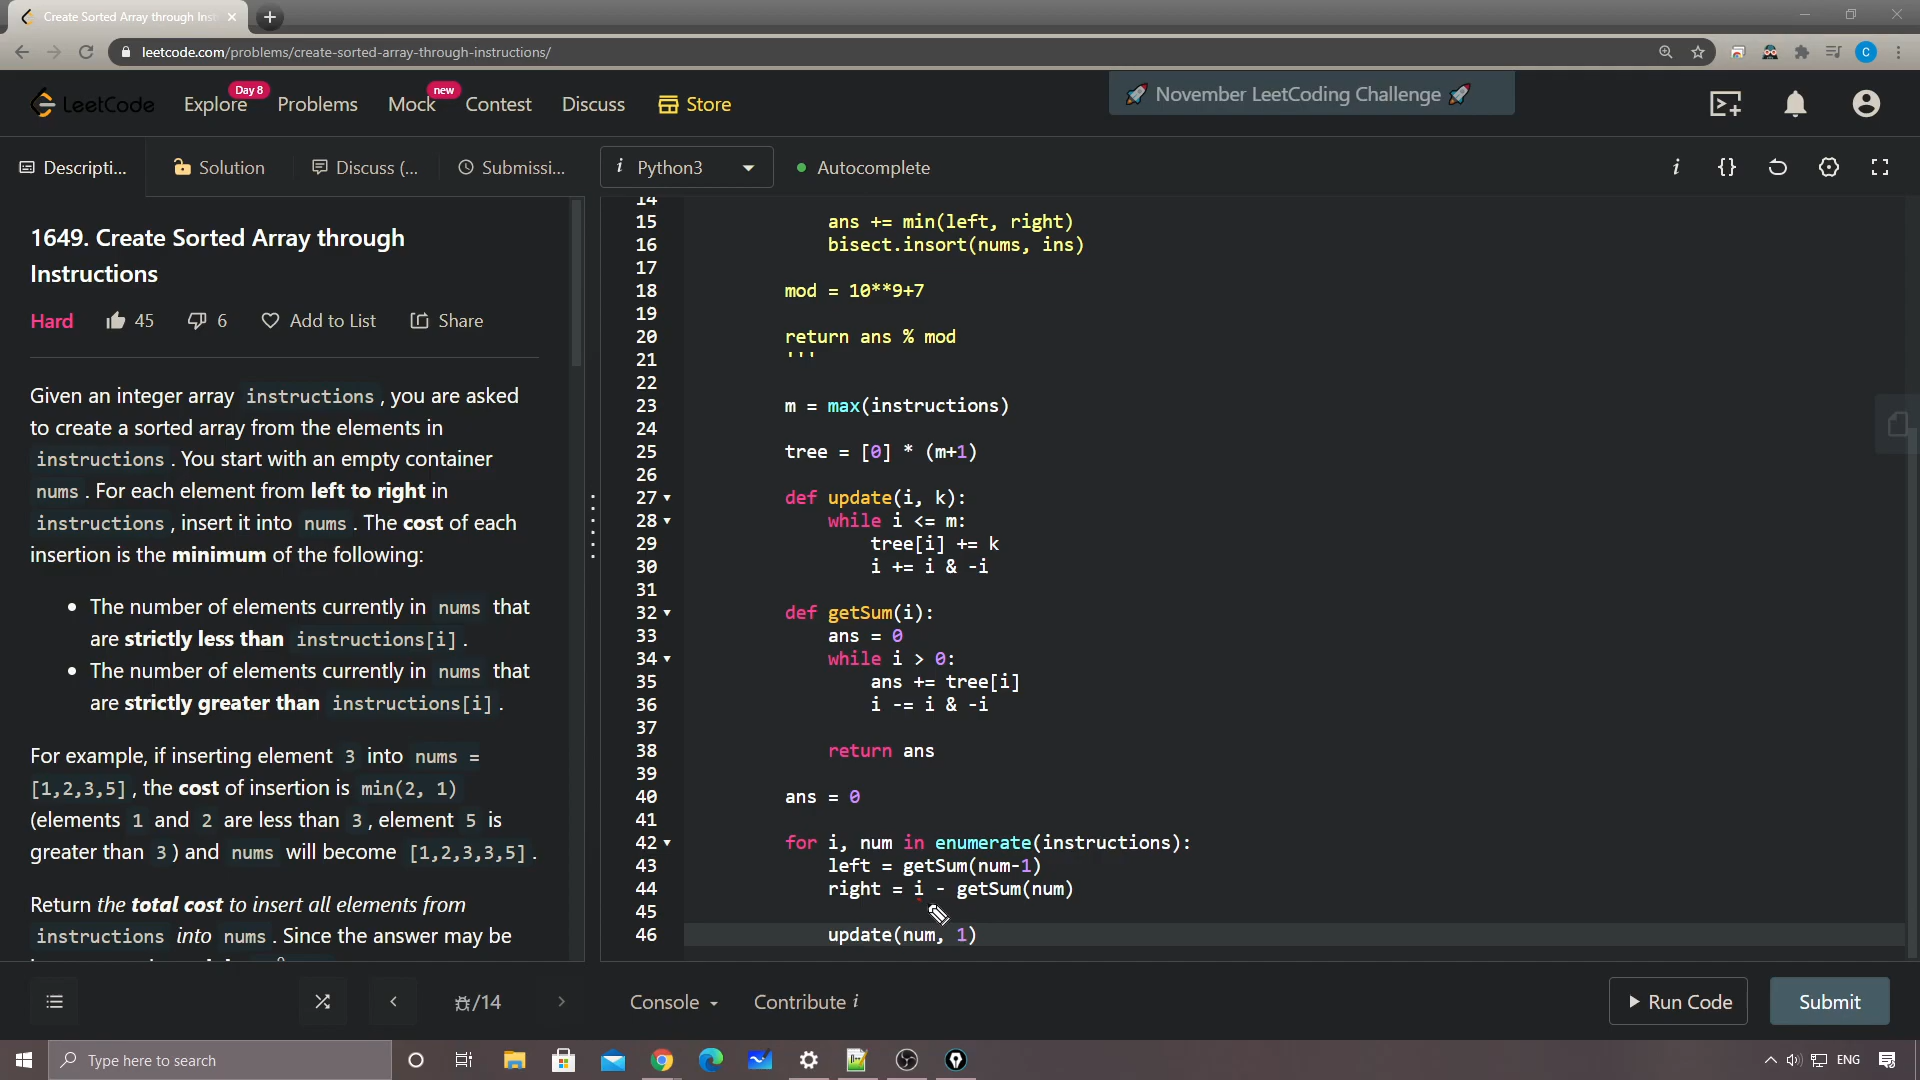 Create Sorted Array through Inst
leetcode.com/problems/create-sorted-array-through-instructions/
C
LeetCode
Explore
Day 8
Problems
Mock
new
Contest
Discuss
Store
🚀 November LeetCoding Challenge 🚀
Descripti...
Solution
Discuss (...
Submissi...
i Python3
Autocomplete
i
{}
1649. Create Sorted Array through
Instructions
Hard 45 6 Add to List Share
Given an integer array instructions, you are asked
to create a sorted array from the elements in
instructions. You start with an empty container
nums. For each element from left to right in
instructions, insert it into nums. The cost of each
insertion is the minimum of the following:
• The number of elements currently in nums that
are strictly less than instructions[i].
• The number of elements currently in nums that
are strictly greater than instructions[i].
For example, if inserting element 3 into nums =
[1,2,3,5], the cost of insertion is min(2, 1)
(elements 1 and 2 are less than 3, element 5 is
greater than 3) and nums will become [1,2,3,3,5].
Return the total cost to insert all elements from
instructions into nums. Since the answer may be
14
15 ans += min(left, right)
16 bisect.insort(nums, ins)
17
18 mod = 10**9+7
19
20 return ans % mod
21 '''
22
23 m = max(instructions)
24
25 tree = [0] * (m+1)
26
27 def update(i, k):
28 while i <= m:
29 tree[i] += k
30 i += i & -i
31
32 def getSum(i):
33 ans = 0
34 while i > 0:
35 ans += tree[i]
36 i -= i & -i
37
38 return ans
39
40 ans = 0
41
42 for i, num in enumerate(instructions):
43 left = getSum(num-1)
44 right = i - getSum(num)
45
46 update(num, 1)
/14
Console
Contribute i
Run Code
Submit
Type here to search
ENG